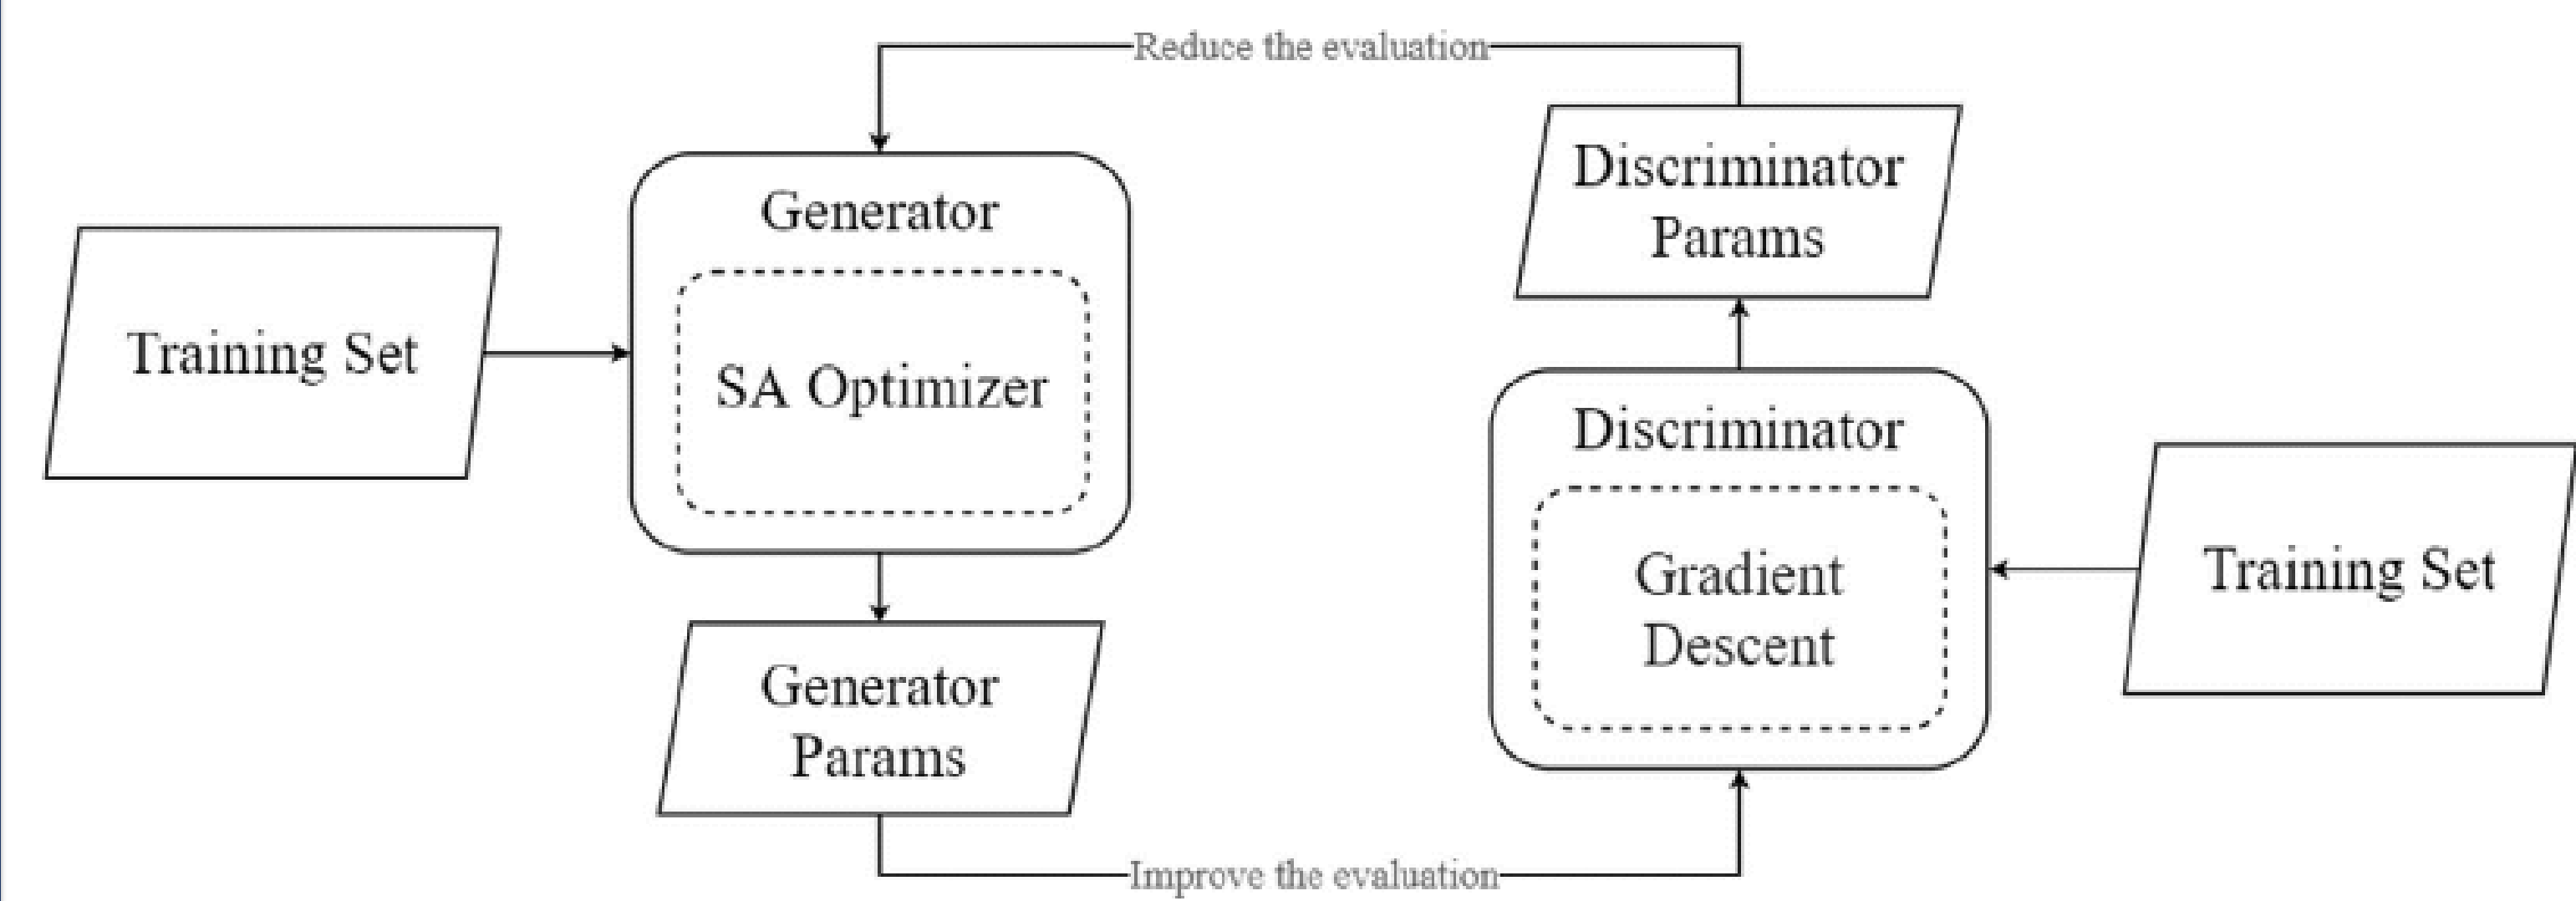 Reduce the evaluation
Discriminator
Params
Generator
SA Optimizer
Training Set
Discriminator
Gradient
Descent
Training Set
Generator
Params
Improve the evaluation